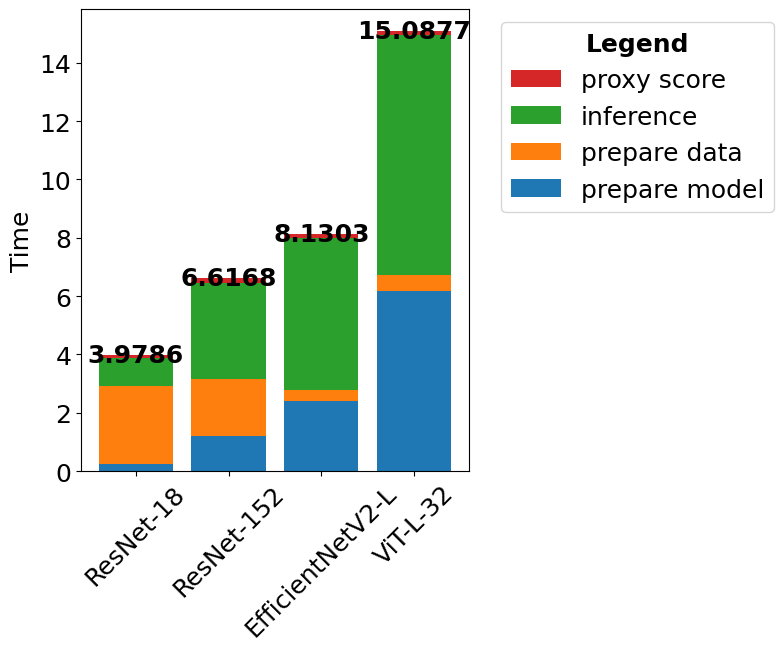 15.0877
8.1303
6.6168
3.9786
Time
14
12
10
8
6
4
2
0
ResNet-18
ResNet-152
EfficientNetV2-L
ViT-L-32
Legend
proxy score
inference
prepare data
prepare model